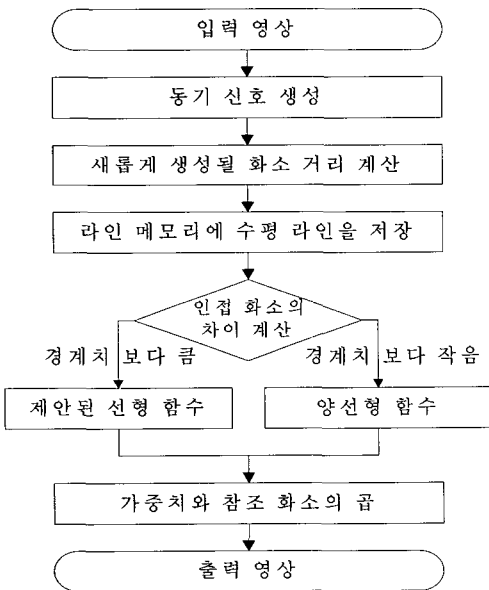 입력 영상
동기 신호 생성
새롭게 생성될 화소 거리 계산
라인 메모리에 수평 라인을 저장
인접 화소의
차이 계산
경계치 보다 큼
경계치 보다 작음
제안된 선형 함수
양선형 함수
가중치와 참조 화소의 곱
출력 영상